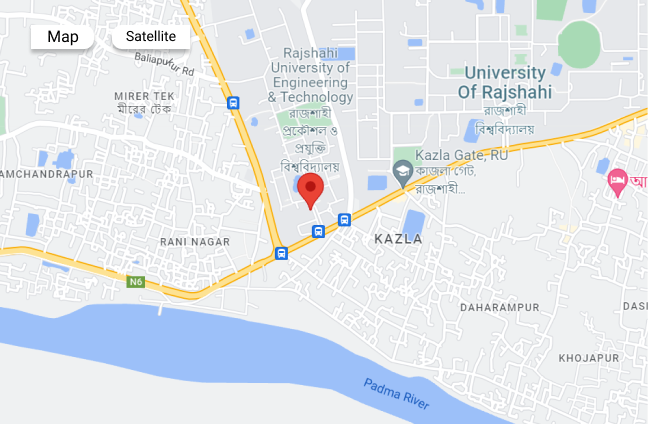 Map
Satellite
Baliapukur Rd
MIRER TEK
মীরের টেক
Rajshahi
University of
Engineering
& Technology
রাজশাহী
প্রকৌশল ও
প্রযুক্তি
বিশ্ববিদ্যালয়
University
Of Rajshahi
রাজশাহী
বিশ্ববিদ্যালয়
Kazla Gate, RU
কাজলা গেট,
রাজশাহী...
AMCHANDRAPUR
RANI NAGAR
KAZLA
N6
DAHARAMPUR
DASI
KHOJAPUR
Padma River